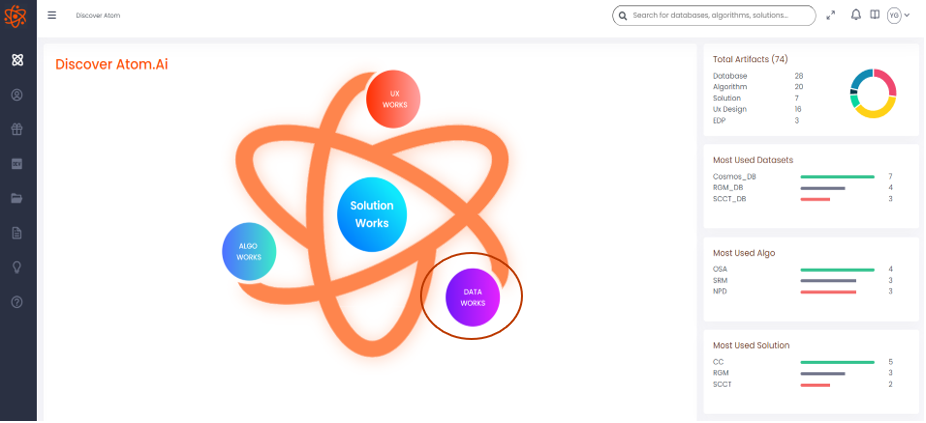 Discover Atom
Search for databases, algorithms, solutions...
YG
Discover Atom.Ai
UX
WORKS
Solution
Works
ALGO
WORKS
DATA
WORKS
Total Artifacts (74)
Database 28
Algorithm 20
Solution 7
Ux Design 16
EDP 3
Most Used Datasets
Cosmos_DB 7
RGM_DB 4
SCCT_DB 3
Most Used Algo
OSA 4
SRM 3
NPD 3
Most Used Solution
CC 5
RGM 3
SCCT 2